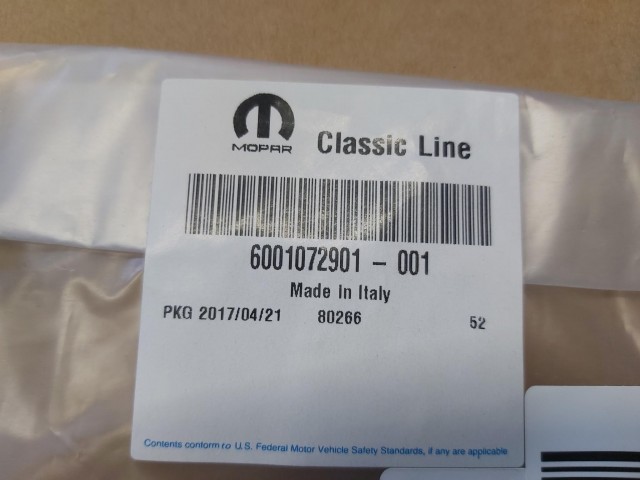 MOPAR Classic Line
6001072901 - 001
Made In Italy
PKG 2017/04/21 80266 52
Contents conform to U.S. Federal Motor Vehicle Safety Standards, if any are applicable